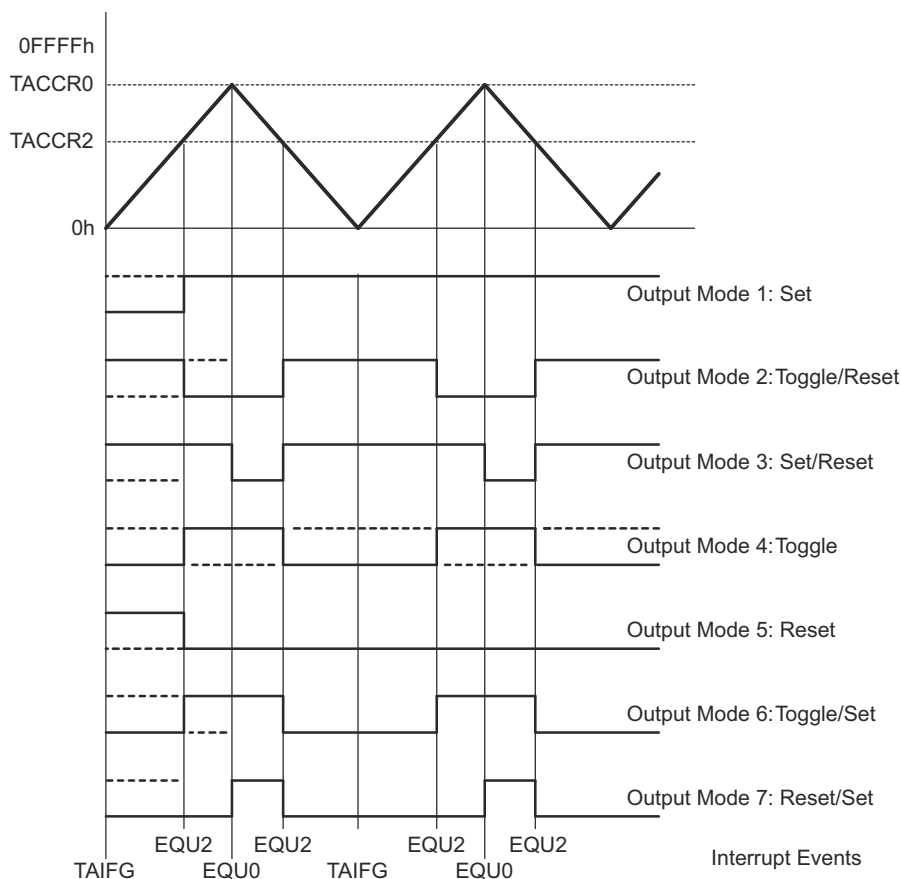 0FFFFh
TACCR0
TACCR2
0h
Output Mode 1: Set
Output Mode 2:Toggle/Reset
Output Mode 3: Set/Reset
Output Mode 4:Toggle
Output Mode 5: Reset
Output Mode 6:Toggle/Set
Output Mode 7: Reset/Set
EQU2 EQU2 EQU2 EQU2
TAIFG EQU0 TAIFG EQU0
Interrupt Events